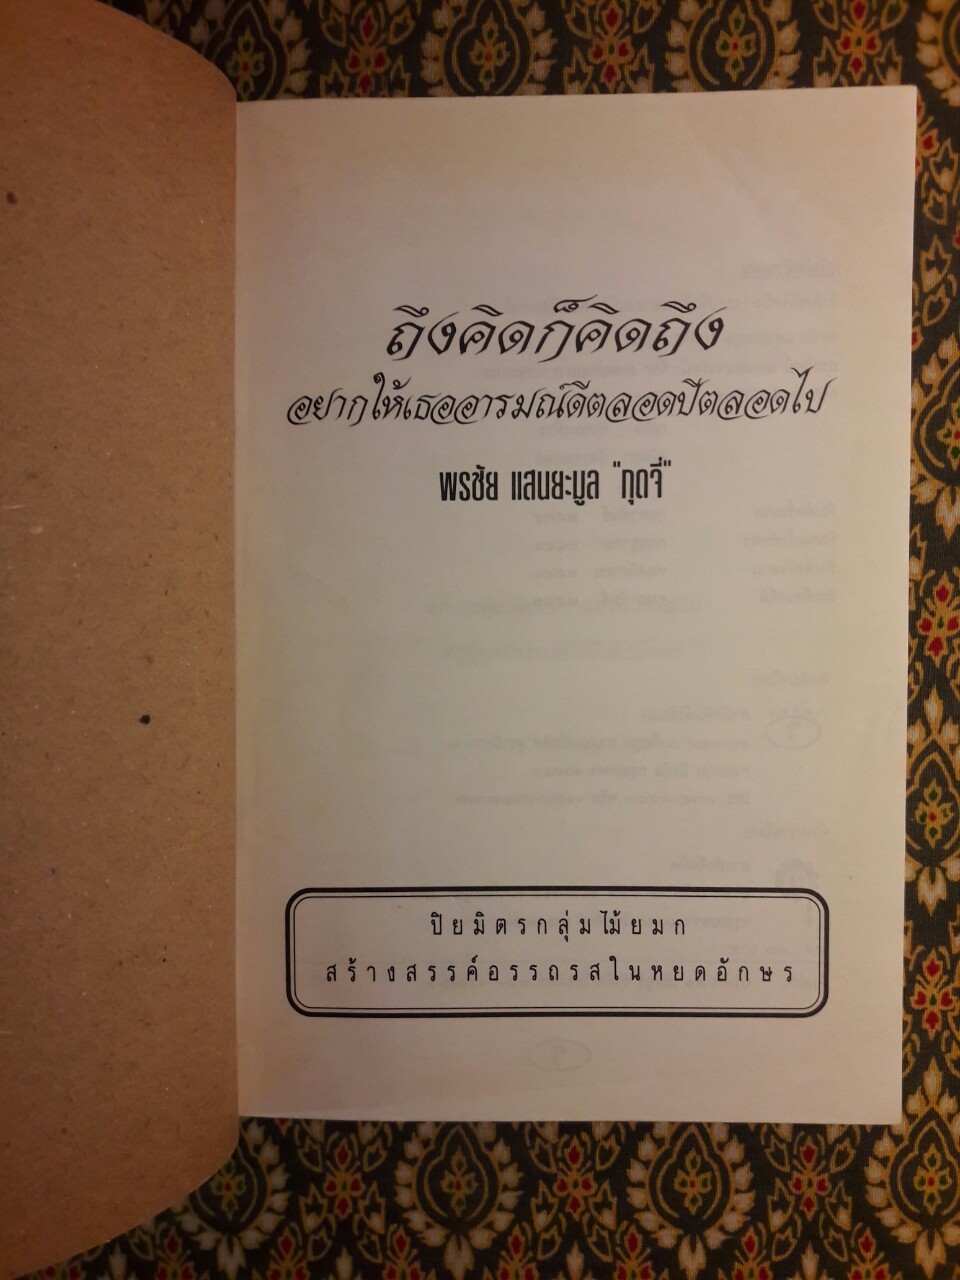 ถึงคิดก็คิดถึง
อยากให้เธออารมณ์ดีตลอดปีตลอดไป
พรชัย แสนยะมูล "กุดจี่"
ปิยมิตรกลุ่มไม้ยมก
สร้างสรรค์อรรถรสในหยดอักษร